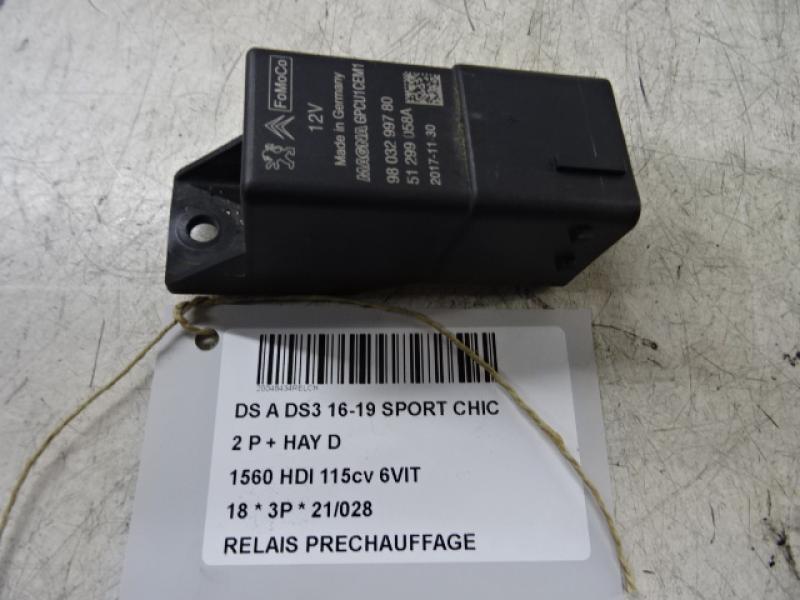 FoMoCo
12V
Made in Germany
MAGNA GPCU1CEM1
98 032 997 80
51 299 058A
2017-11-30
DS A DS3 16-19 SPORT CHIC
2 P + HAY D
1560 HDI 115cv 6VIT
18 * 3P * 21/028
RELAIS PRECHAUFFAGE